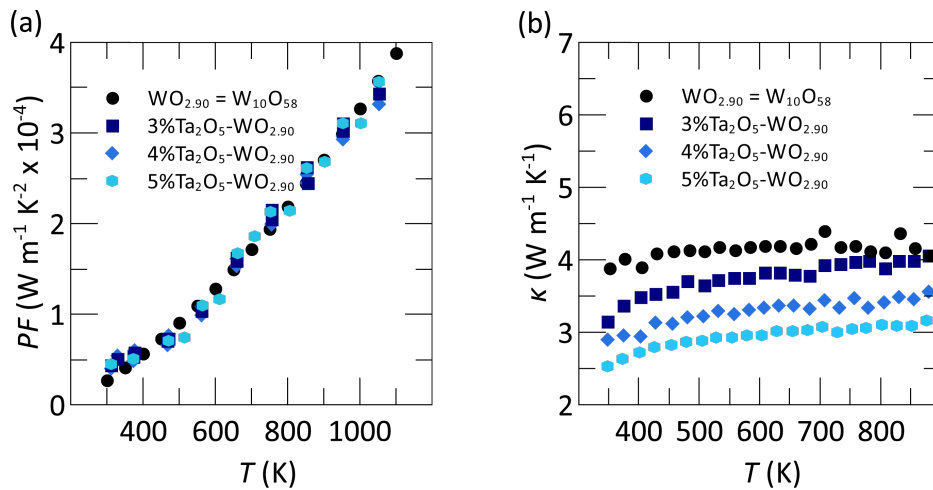 (a)
4
3
2
1
0
PF (W m⁻¹ K⁻² x 10⁻⁴)
WO₂.₉₀ = W₁₀O₅₈
3%Ta₂O₅-WO₂.₉₀
4%Ta₂O₅-WO₂.₉₀
5%Ta₂O₅-WO₂.₉₀
400 600 800 1000
T (K)
(b)
7
6
5
4
3
2
κ (W m⁻¹ K⁻¹)
WO₂.₉₀ = W₁₀O₅₈
3%Ta₂O₅-WO₂.₉₀
4%Ta₂O₅-WO₂.₉₀
5%Ta₂O₅-WO₂.₉₀
400 500 600 700 800
T (K)